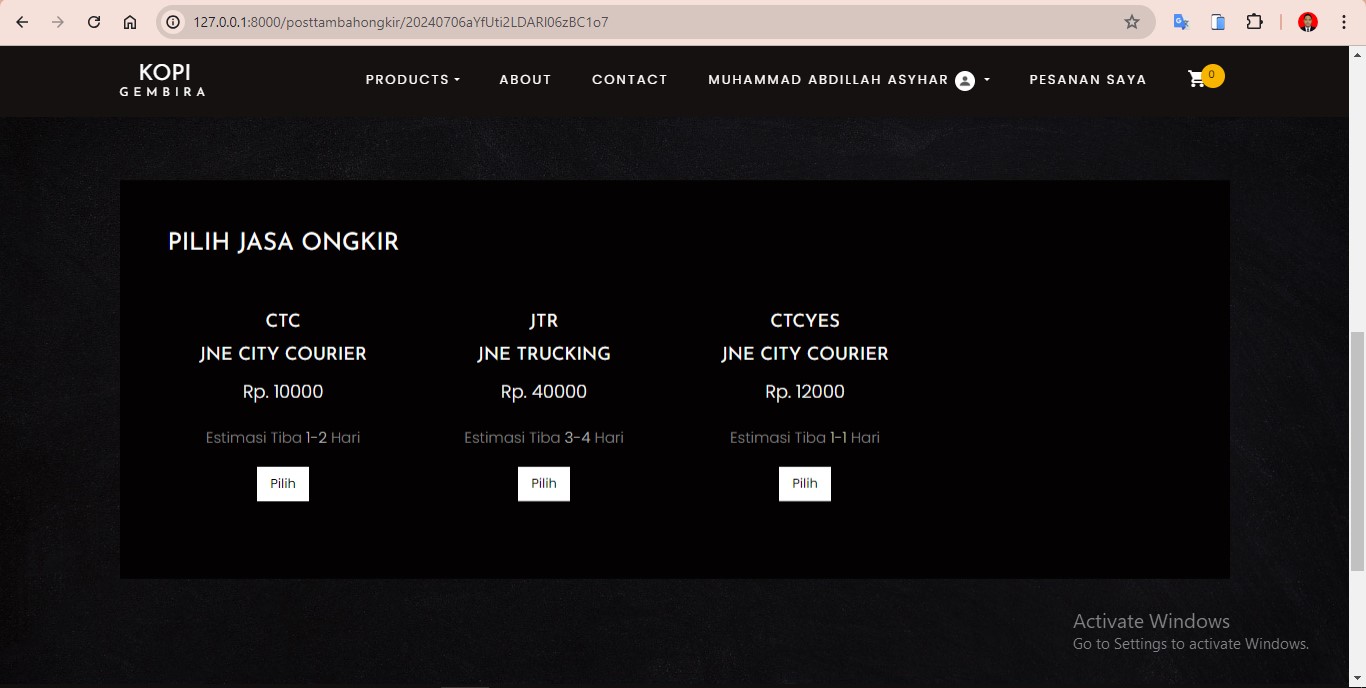 127.0.0.1:8000/posttambahongkir/20240706aYfUti2LDARI06zBC1o7
KOPI
GEMBIRA
PRODUCTS
ABOUT
CONTACT
MUHAMMAD ABDILLAH ASYHAR
PESANAN SAYA
0
PILIH JASA ONGKIR
CTC
JNE CITY COURIER
Rp. 10000
Estimasi Tiba 1-2 Hari
Pilih
JTR
JNE TRUCKING
Rp. 40000
Estimasi Tiba 3-4 Hari
Pilih
CTCYES
JNE CITY COURIER
Rp. 12000
Estimasi Tiba 1-1 Hari
Pilih
Activate Windows
Go to Settings to activate Windows.